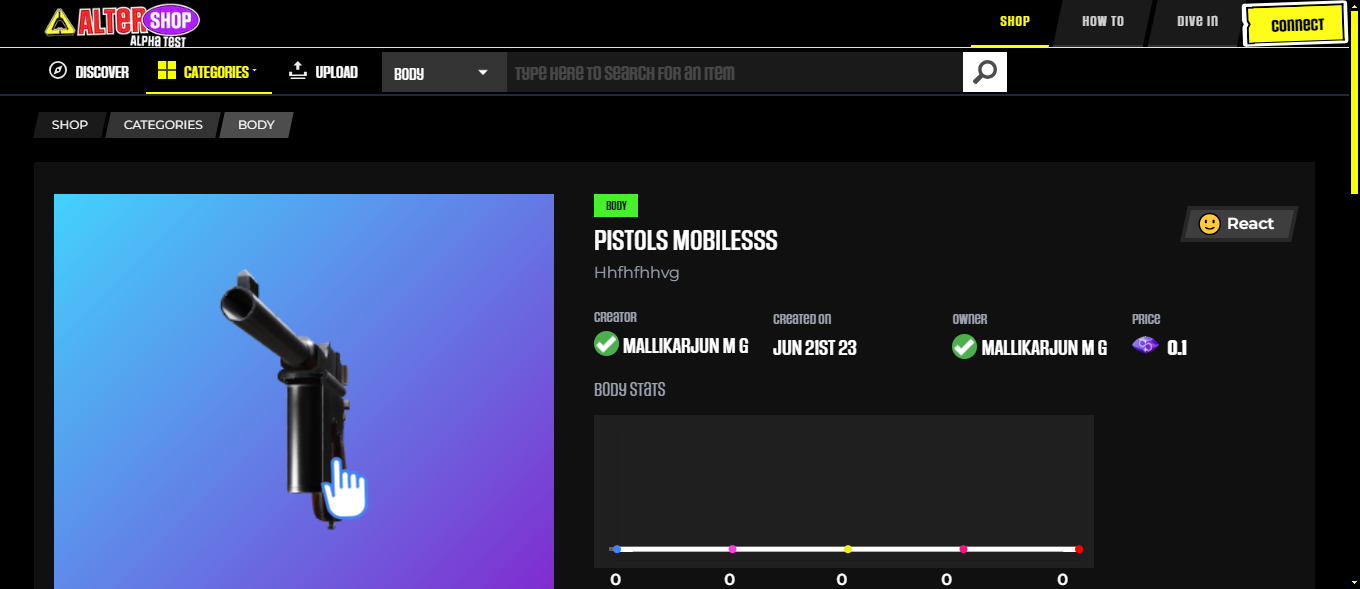 ALTER SHOP
ALPHA TEST
SHOP
HOW TO
DIVE IN
CONNECT
DISCOVER
CATEGORIES
UPLOAD
BODY
TYPE HERE TO SEARCH FOR AN ITEM
SHOP
CATEGORIES
BODY
BODY
PISTOLS MOBILESSS
Hhfhfhhvg
React
CREATOR
MALLIKARJUN M G
CREATED ON
JUN 21ST 23
OWNER
MALLIKARJUN M G
PRICE
0.1
BODY STATS
0 0 0 0 0